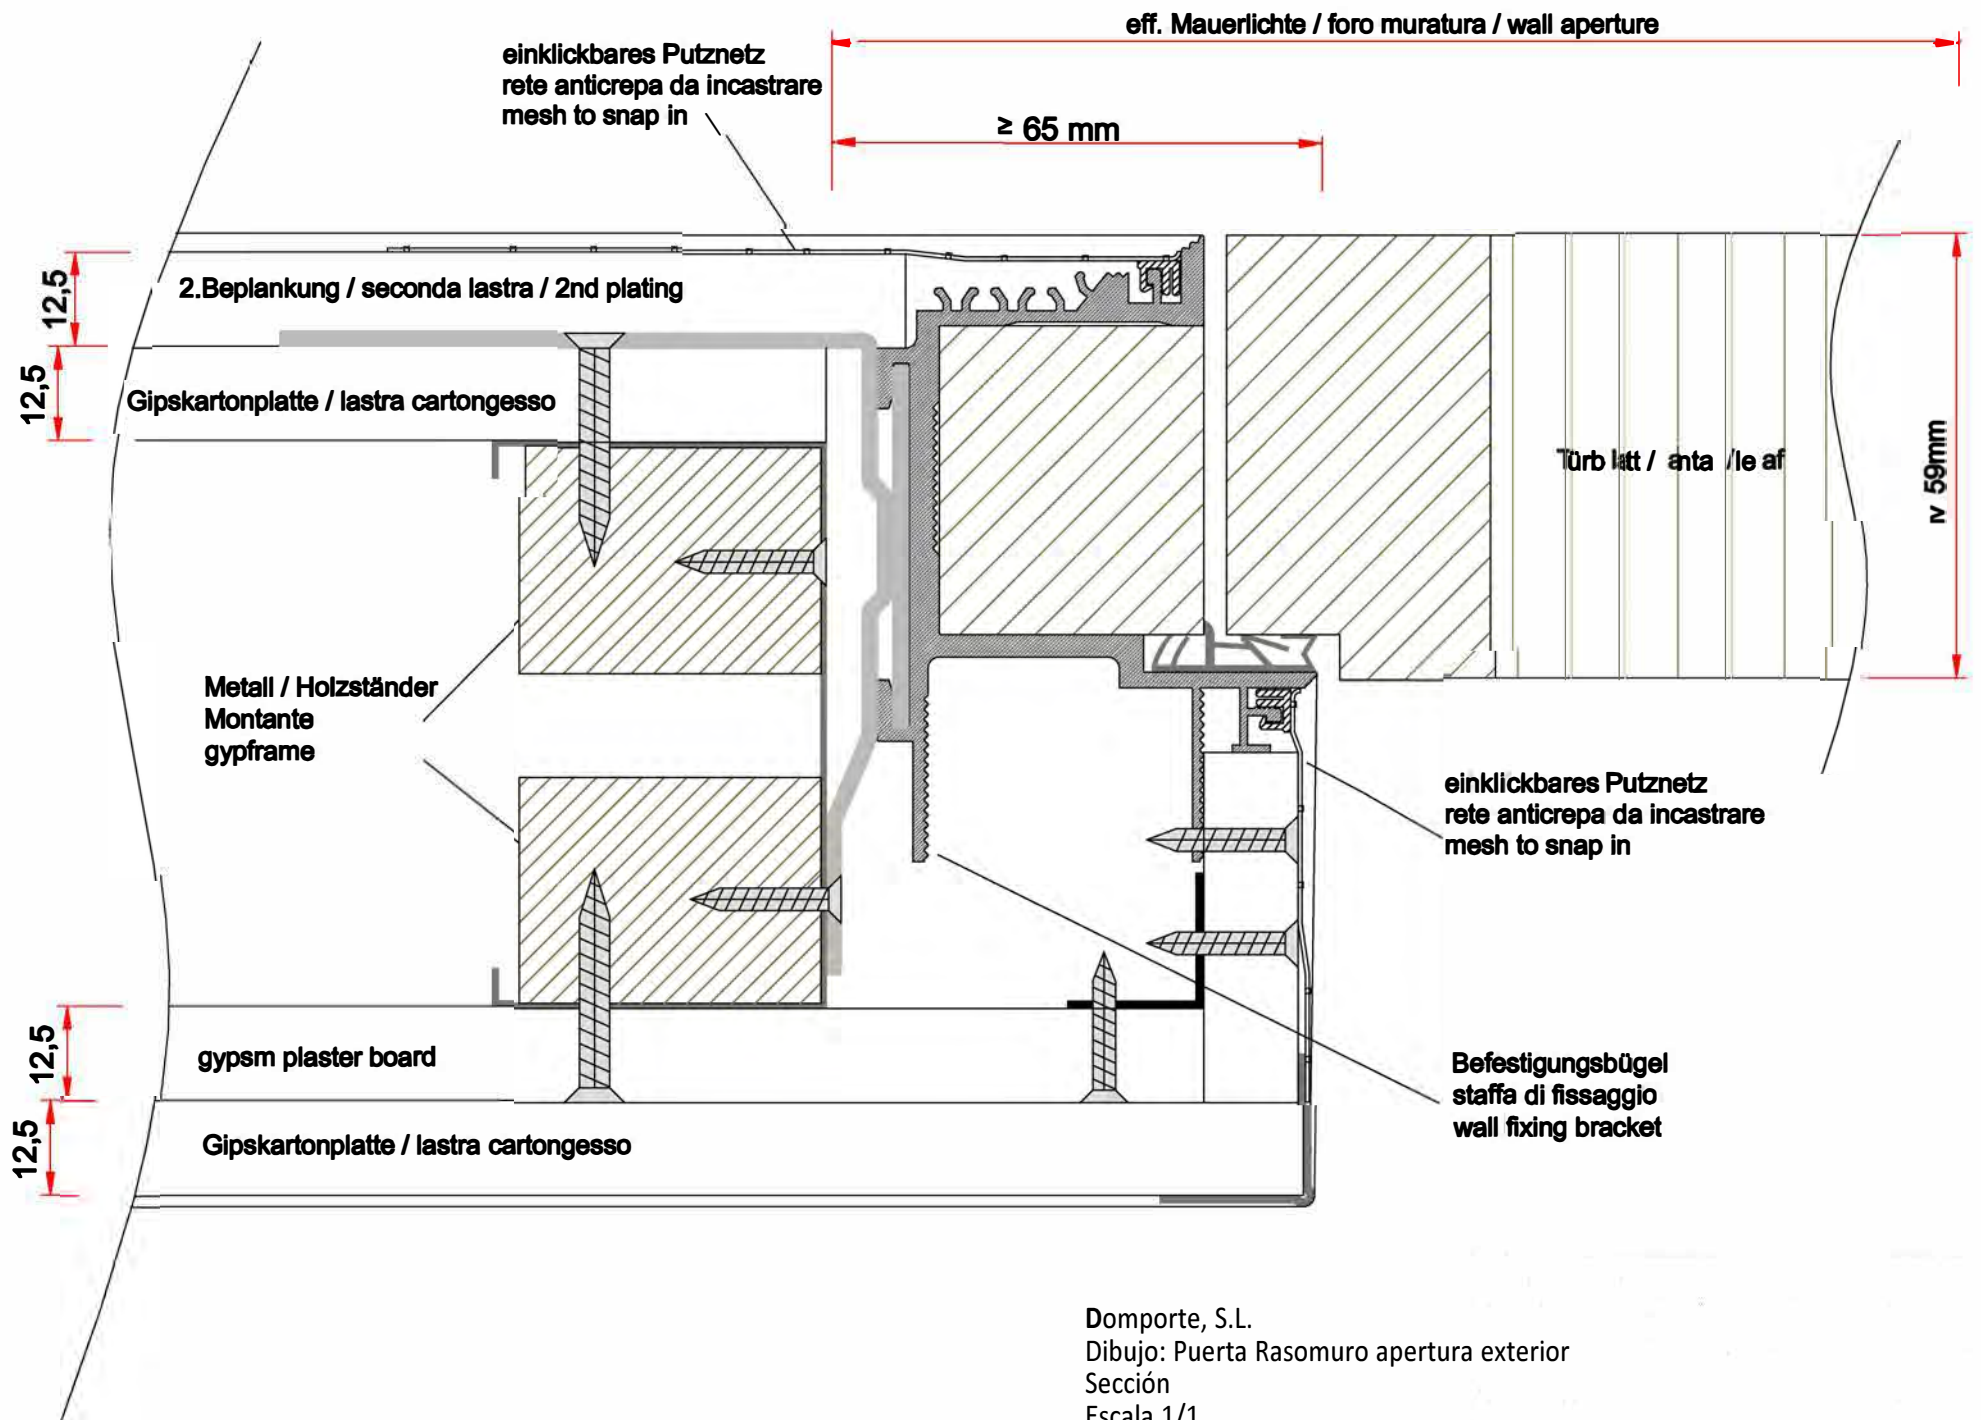 eff. Mauerlichte / foro muratura / wall aperture
einklickbares Putznetz
rete anticrepa da incastrare
mesh to snap in
≥ 65 mm
12,5
2.Beplankung / seconda lastra / 2nd plating
12,5
Gipskartonplatte / lastra cartongesso
Türblatt / anta / leaf
≥ 59mm
Metall / Holzständer
Montante
gypframe
einklickbares Putznetz
rete anticrepa da incastrare
mesh to snap in
12,5
gypsm plaster board
Befestigungsbügel
staffa di fissaggio
wall fixing bracket
12,5
Gipskartonplatte / lastra cartongesso
Domporte, S.L.
Dibujo: Puerta Rasomuro apertura exterior
Sección
Escala 1/1